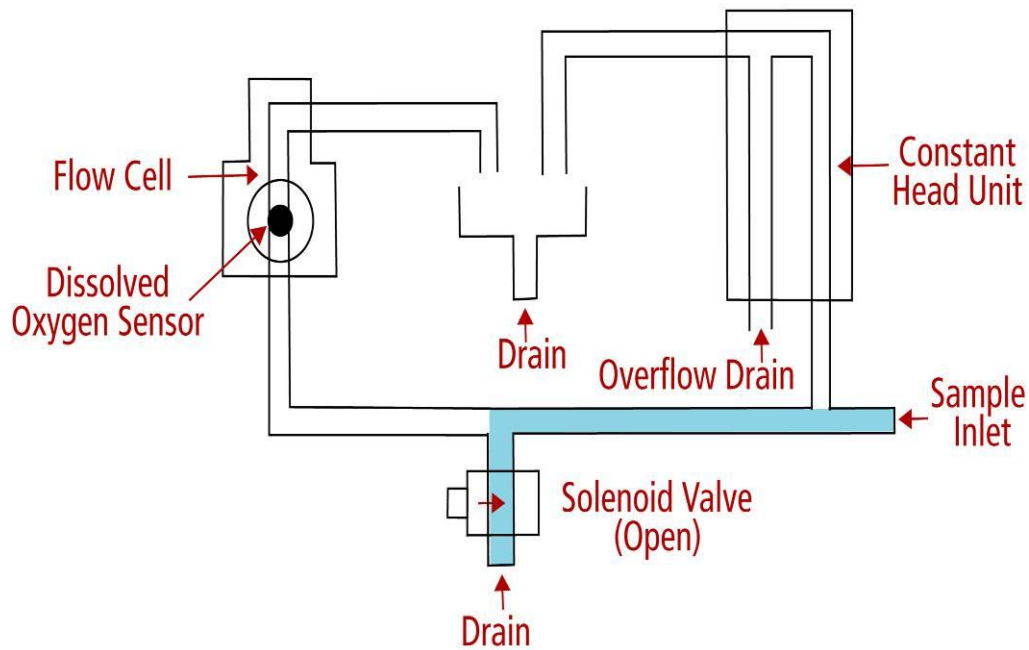 Flow Cell
Dissolved
Oxygen Sensor
Drain
Overflow Drain
Constant
Head Unit
Sample
Inlet
Solenoid Valve
(Open)
Drain